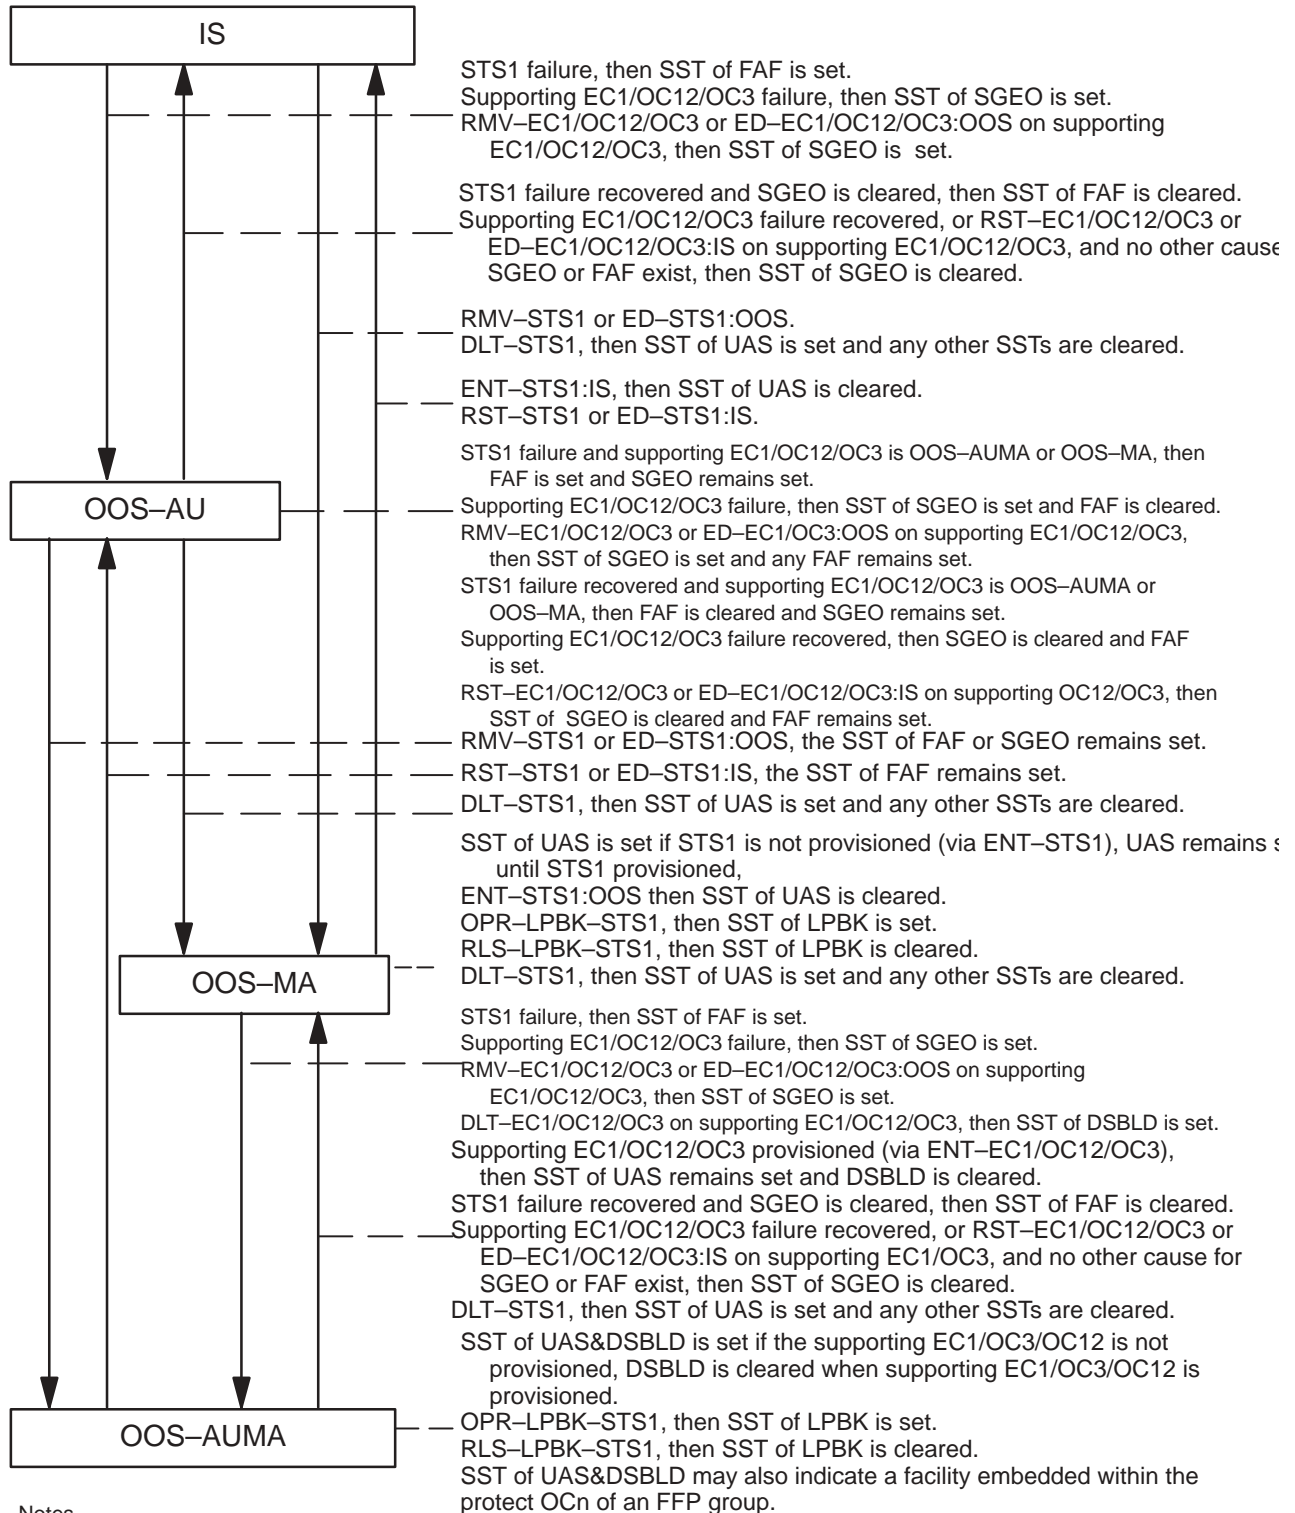 IS
STS1 failure, then SST of FAF is set.
Supporting EC1/OC12/OC3 failure, then SST of SGEO is set.
RMV–EC1/OC12/OC3 or ED–EC1/OC12/OC3:OOS on supporting
EC1/OC12/OC3, then SST of SGEO is set.
STS1 failure recovered and SGEO is cleared, then SST of FAF is cleared.
Supporting EC1/OC12/OC3 failure recovered, or RST–EC1/OC12/OC3 or
ED–EC1/OC12/OC3:IS on supporting EC1/OC12/OC3, and no other cause
SGEO or FAF exist, then SST of SGEO is cleared.
RMV–STS1 or ED–STS1:OOS.
DLT–STS1, then SST of UAS is set and any other SSTs are cleared.
ENT–STS1:IS, then SST of UAS is cleared.
RST–STS1 or ED–STS1:IS.
STS1 failure and supporting EC1/OC12/OC3 is OOS–AUMA or OOS–MA, then
FAF is set and SGEO remains set.
OOS–AU
Supporting EC1/OC12/OC3 failure, then SST of SGEO is set and FAF is cleared.
RMV–EC1/OC12/OC3 or ED–EC1/OC3:OOS on supporting EC1/OC12/OC3,
then SST of SGEO is set and any FAF remains set.
STS1 failure recovered and supporting EC1/OC12/OC3 is OOS–AUMA or
OOS–MA, then FAF is cleared and SGEO remains set.
Supporting EC1/OC12/OC3 failure recovered, then SGEO is cleared and FAF
is set.
RST–EC1/OC12/OC3 or ED–EC1/OC12/OC3:IS on supporting OC12/OC3, then
SST of SGEO is cleared and FAF remains set.
RMV–STS1 or ED–STS1:OOS, the SST of FAF or SGEO remains set.
RST–STS1 or ED–STS1:IS, the SST of FAF remains set.
DLT–STS1, then SST of UAS is set and any other SSTs are cleared.
SST of UAS is set if STS1 is not provisioned (via ENT–STS1), UAS remains
until STS1 provisioned,
ENT–STS1:OOS then SST of UAS is cleared.
OPR–LPBK–STS1, then SST of LPBK is set.
RLS–LPBK–STS1, then SST of LPBK is cleared.
DLT–STS1, then SST of UAS is set and any other SSTs are cleared.
OOS–MA
STS1 failure, then SST of FAF is set.
Supporting EC1/OC12/OC3 failure, then SST of SGEO is set.
RMV–EC1/OC12/OC3 or ED–EC1/OC12/OC3:OOS on supporting
EC1/OC12/OC3, then SST of SGEO is set.
DLT–EC1/OC12/OC3 on supporting EC1/OC12/OC3, then SST of DSBLD is set.
Supporting EC1/OC12/OC3 provisioned (via ENT–EC1/OC12/OC3),
then SST of UAS remains set and DSBLD is cleared.
STS1 failure recovered and SGEO is cleared, then SST of FAF is cleared.
Supporting EC1/OC12/OC3 failure recovered, or RST–EC1/OC12/OC3 or
ED–EC1/OC12/OC3:IS on supporting EC1/OC3, and no other cause for
SGEO or FAF exist, then SST of SGEO is cleared.
DLT–STS1, then SST of UAS is set and any other SSTs are cleared.
SST of UAS&DSBLD is set if the supporting EC1/OC3/OC12 is not
provisioned, DSBLD is cleared when supporting EC1/OC3/OC12 is
provisioned.
OOS–AUMA
OPR–LPBK–STS1, then SST of LPBK is set.
RLS–LPBK–STS1, then SST of LPBK is cleared.
SST of UAS&DSBLD may also indicate a facility embedded within the
protect OCn of an FFP group.
Notes